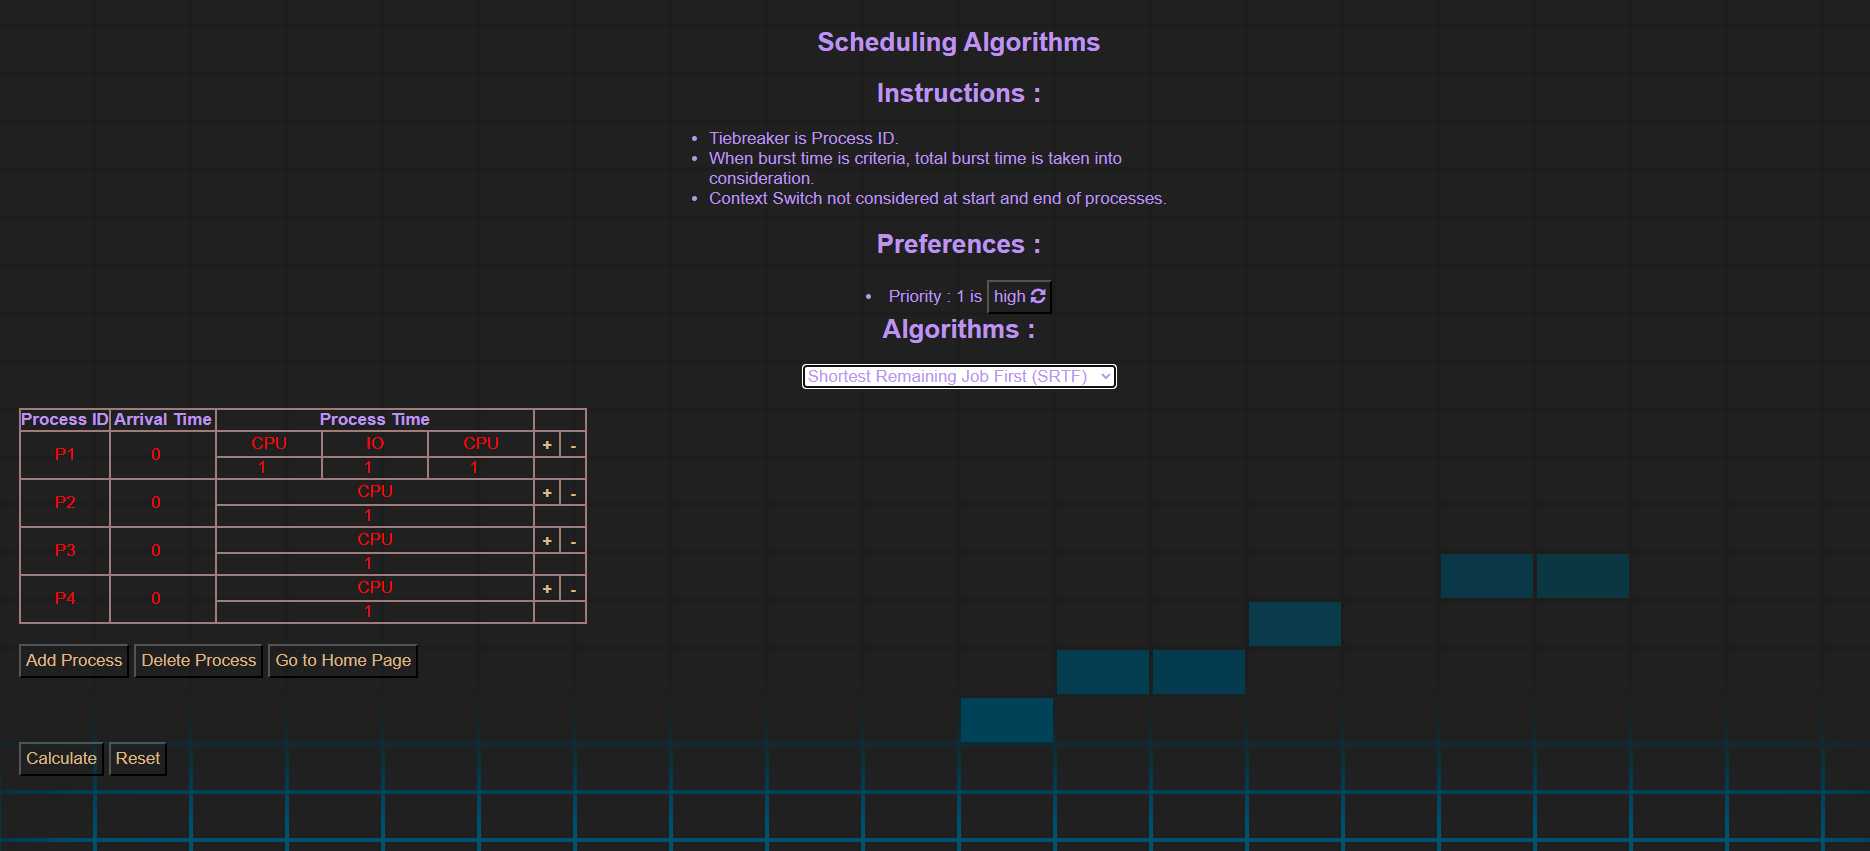 Scheduling Algorithms
Instructions :
Tiebreaker is Process ID.
When burst time is criteria, total burst time is taken into
consideration.
Context Switch not considered at start and end of processes.
Preferences :
Priority : 1 is high
Algorithms :
Shortest Remaining Job First (SRTF)
Process ID Arrival Time Process Time
P1 0 CPU IO CPU + -
1 1 1
P2 0 CPU + -
1
P3 0 CPU + -
1
P4 0 CPU + -
1
Add Process Delete Process Go to Home Page
Calculate Reset